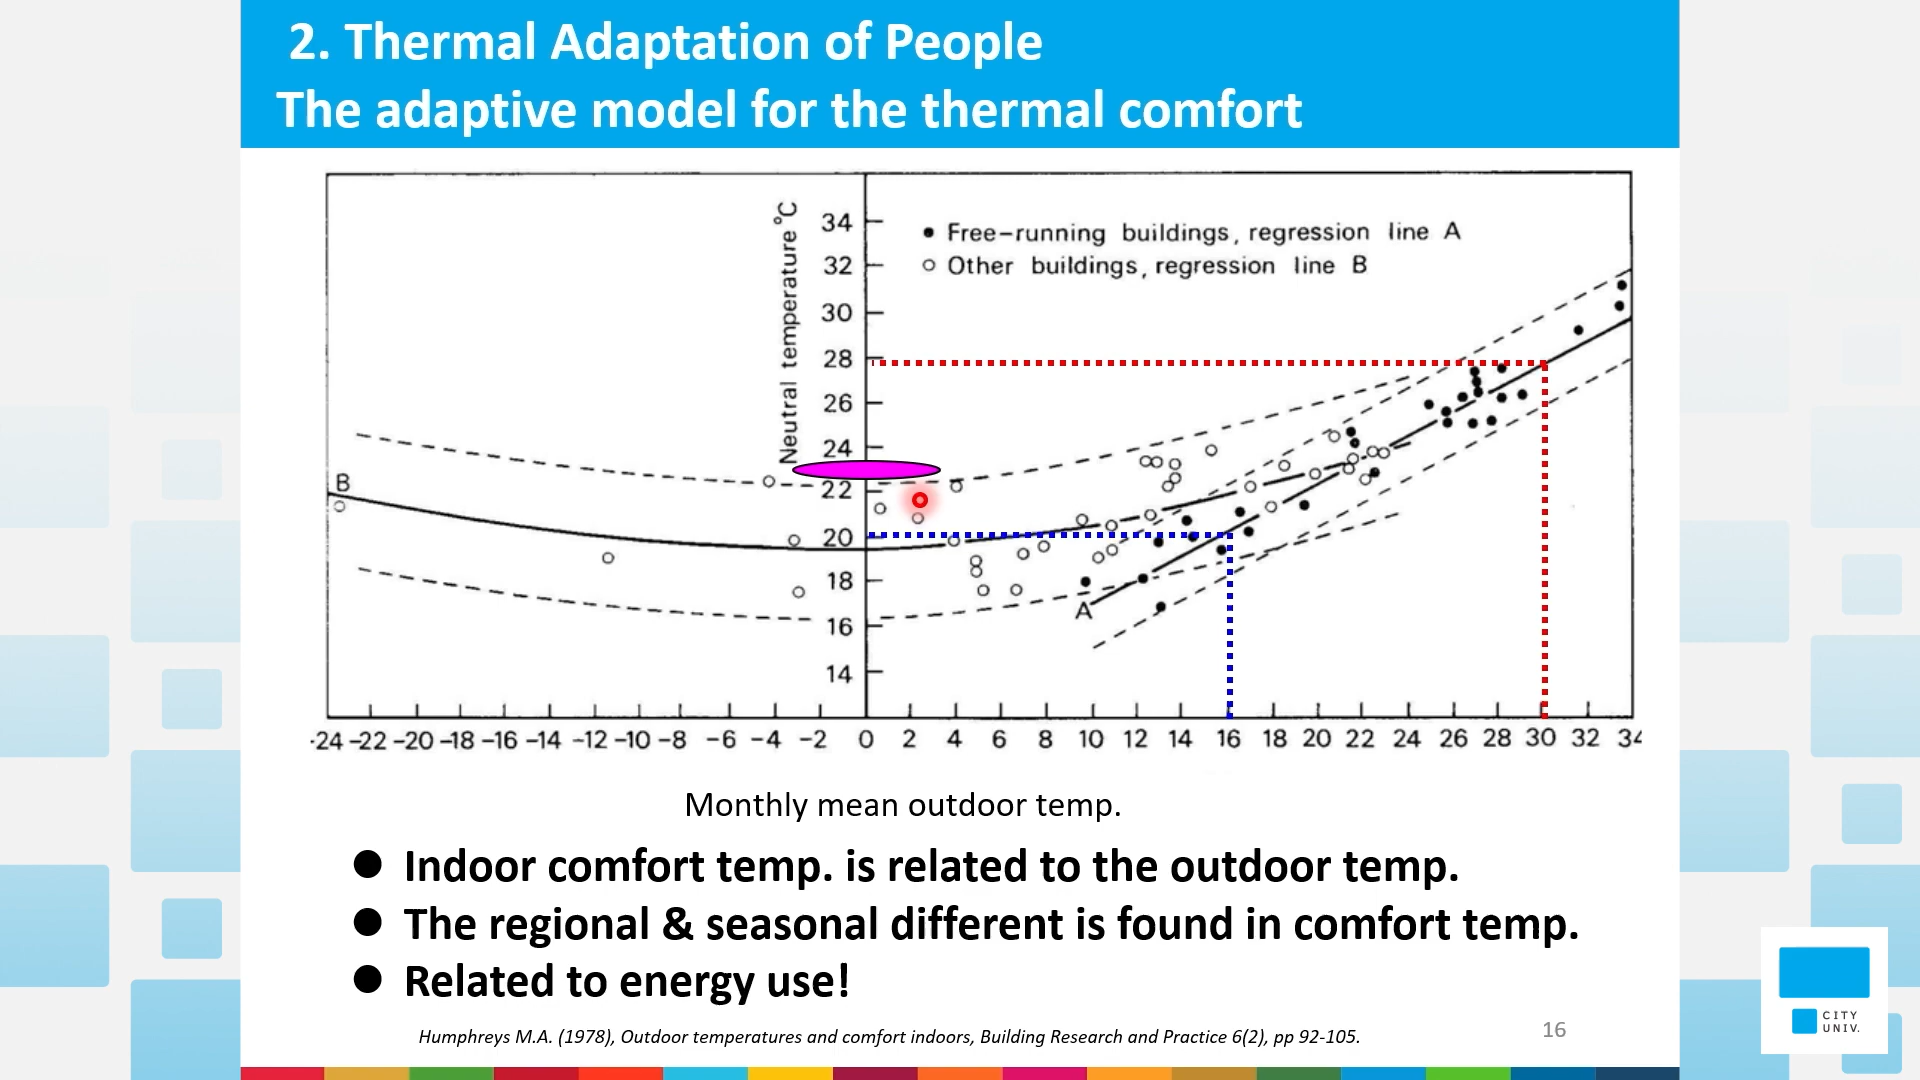 2. Thermal Adaptation of People
The adaptive model for the thermal comfort
Neutral temperature °C
34
32
30
28
26
24
22
20
18
16
14
● Free-running buildings, regression line A
○ Other buildings, regression line B
B
A
-24 -22 -20 -18 -16 -14 -12 -10 -8 -6 -4 -2 0 2 4 6 8 10 12 14 16 18 20 22 24 26 28 30 32 34
Monthly mean outdoor temp.
● Indoor comfort temp. is related to the outdoor temp.
● The regional & seasonal different is found in comfort temp.
● Related to energy use!
Humphreys M.A. (1978), Outdoor temperatures and comfort indoors, Building Research and Practice 6(2), pp 92-105.
16
CITY
UNIV.